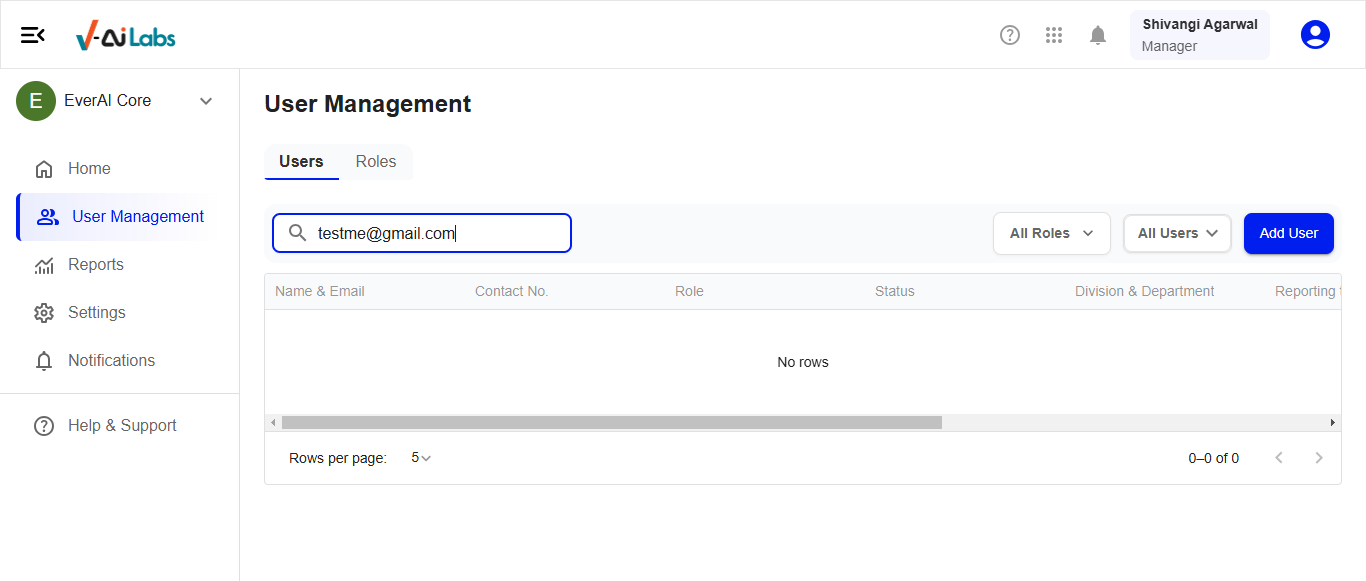 V-Ai Labs
Shivangi Agarwal
Manager
E
EverAI Core
Home
User Management
Reports
Settings
Notifications
Help & Support
User Management
Users
Roles
testme@gmail.com
All Roles
All Users
Add User
Name & Email
Contact No.
Role
Status
Division & Department
Reporting
No rows
Rows per page:
5
0–0 of 0